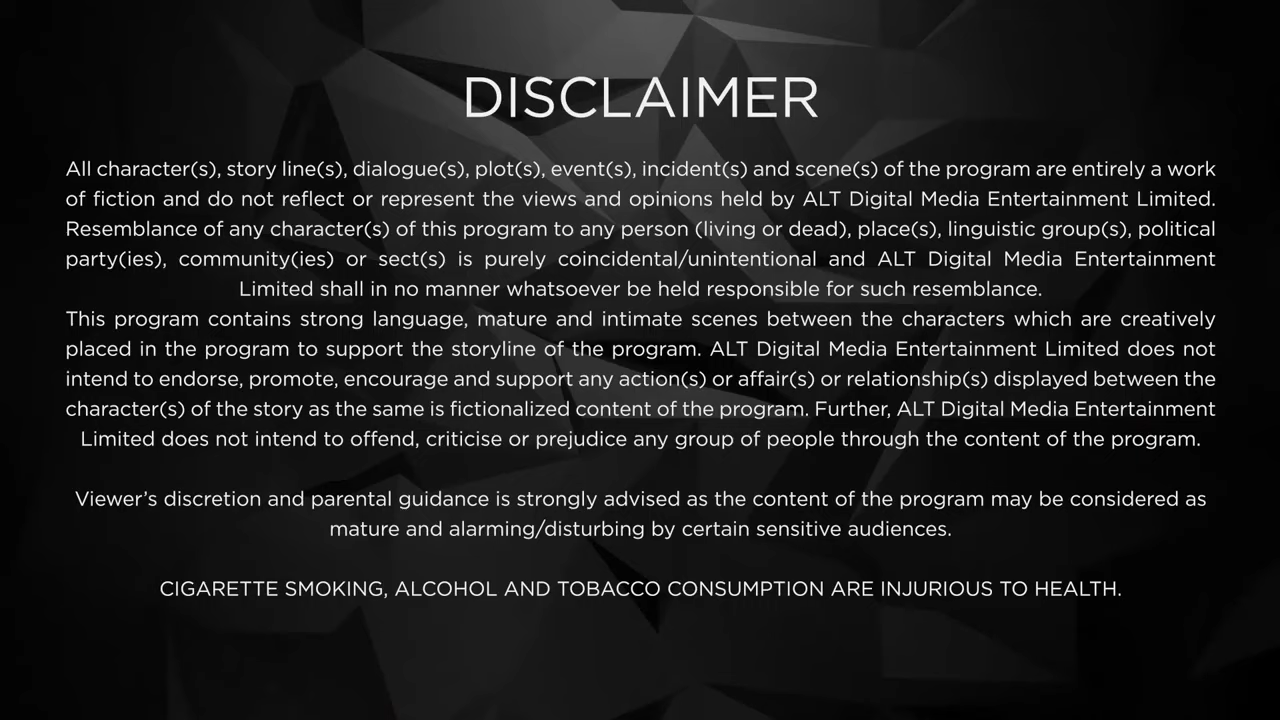 DISCLAIMER
All character(s), story line(s), dialogue(s), plot(s), event(s), incident(s) and scene(s) of the program are entirely a work
of fiction and do not reflect or represent the views and opinions held by ALT Digital Media Entertainment Limited.
Resemblance of any character(s) of this program to any person (living or dead), place(s), linguistic group(s), political
party(ies), community(ies) or sect(s) is purely coincidental/unintentional and ALT Digital Media Entertainment
Limited shall in no manner whatsoever be held responsible for such resemblance.
This program contains strong language, mature and intimate scenes between the characters which are creatively
placed in the program to support the storyline of the program. ALT Digital Media Entertainment Limited does not
intend to endorse, promote, encourage and support any action(s) or affair(s) or relationship(s) displayed between the
character(s) of the story as the same is fictionalized content of the program. Further, ALT Digital Media Entertainment
Limited does not intend to offend, criticise or prejudice any group of people through the content of the program.
Viewer’s discretion and parental guidance is strongly advised as the content of the program may be considered as
mature and alarming/disturbing by certain sensitive audiences.
CIGARETTE SMOKING, ALCOHOL AND TOBACCO CONSUMPTION ARE INJURIOUS TO HEALTH.